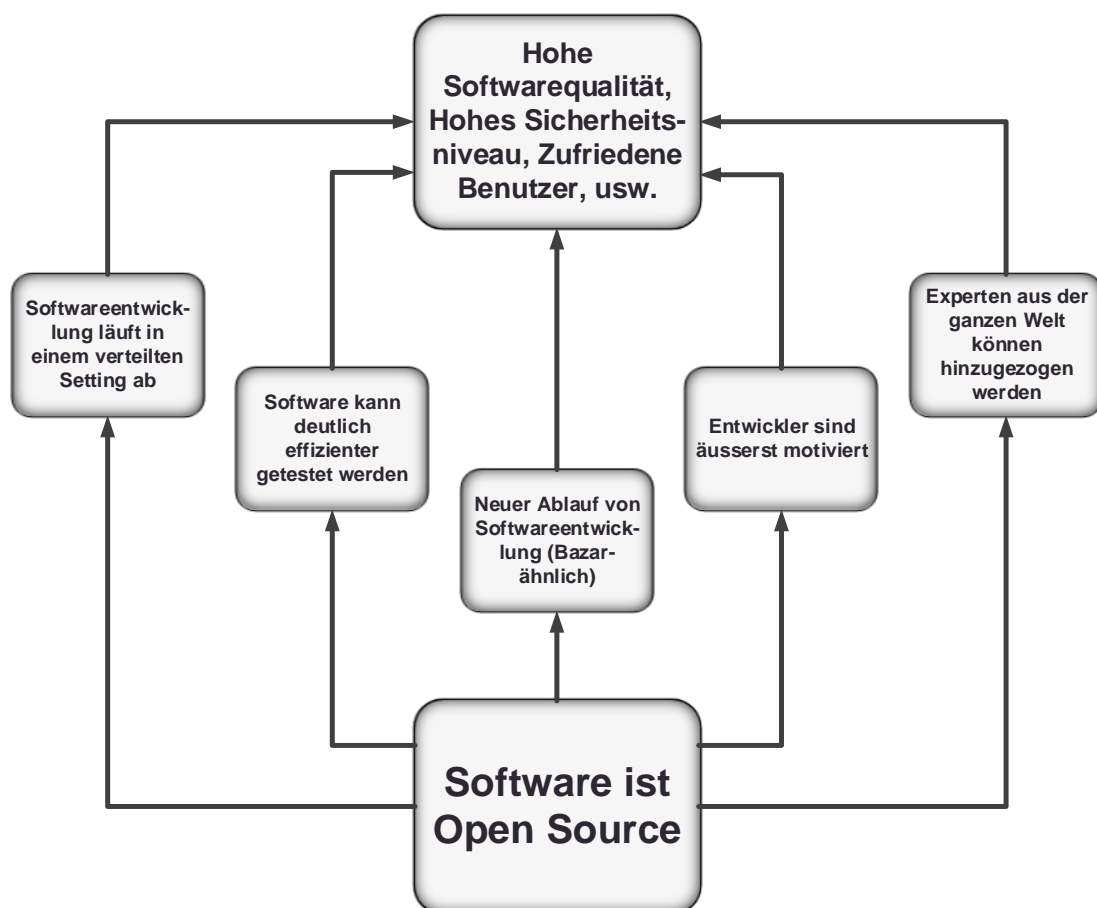 Hohe
Softwarequalität,
Hohes Sicherheits-
niveau, Zufriedene
Benutzer, usw.
Softwareentwick-
lung läuft in
einem verteilten
Setting ab
Software kann
deutlich
effizienter
getestet werden
Neuer Ablauf von
Softwareentwick-
lung (Bazar-
ähnlich)
Entwickler sind
äusserst motiviert
Experten aus der
ganzen Welt
können
hinzugezogen
werden
Software ist
Open Source